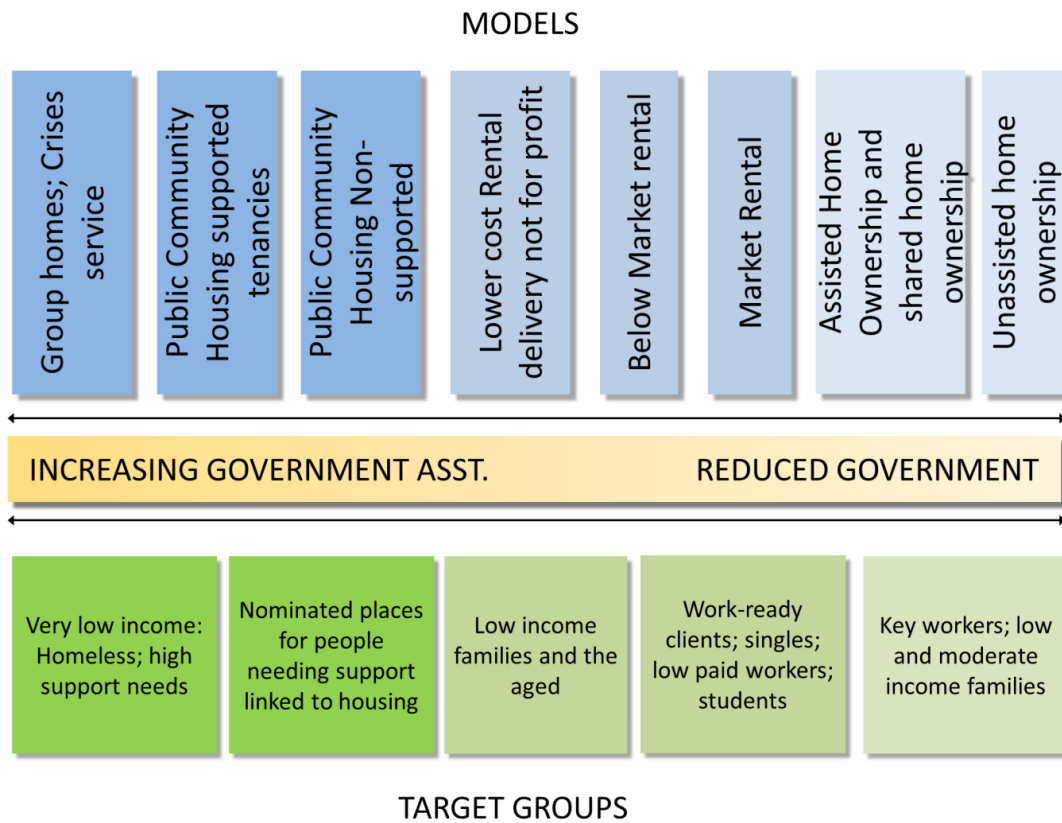 MODELS
Group homes; Crises
service
Public Community
Housing supported
tenancies
Public Community
Housing Non-
supported
Lower cost Rental
delivery not for profit
Below Market rental
Market Rental
Assisted Home
Ownership and
shared home
ownership
Unassisted home
ownership
INCREASING GOVERNMENT ASST.
REDUCED GOVERNMENT
Very low income:
Homeless; high
support needs
Nominated places
for people
needing support
linked to housing
Low income
families and the
aged
Work-ready
clients; singles;
low paid workers;
students
Key workers; low
and moderate
income families
TARGET GROUPS